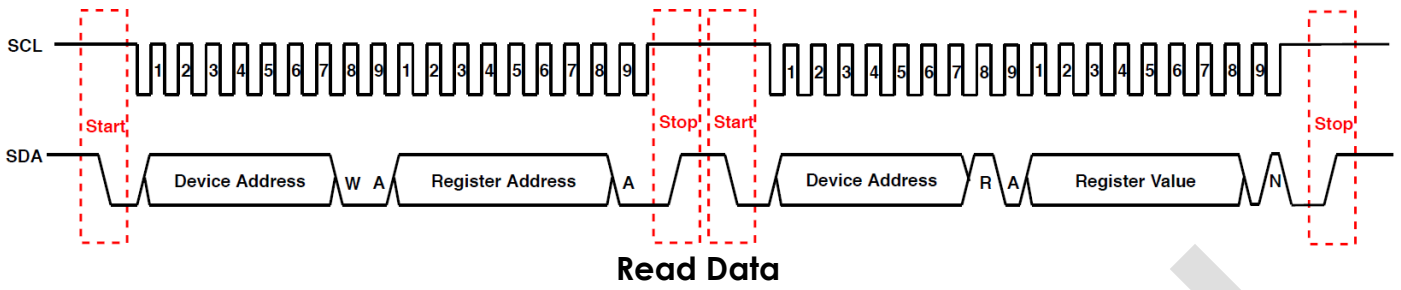 SCL 1 2 3 4 5 6 7 8 9 1 2 3 4 5 6 7 8 9 1 2 3 4 5 6 7 8 9 1 2 3 4 5 6 7 8 9
Start Stop Start Stop
SDA Device Address W A Register Address A Device Address R A Register Value N
Read Data